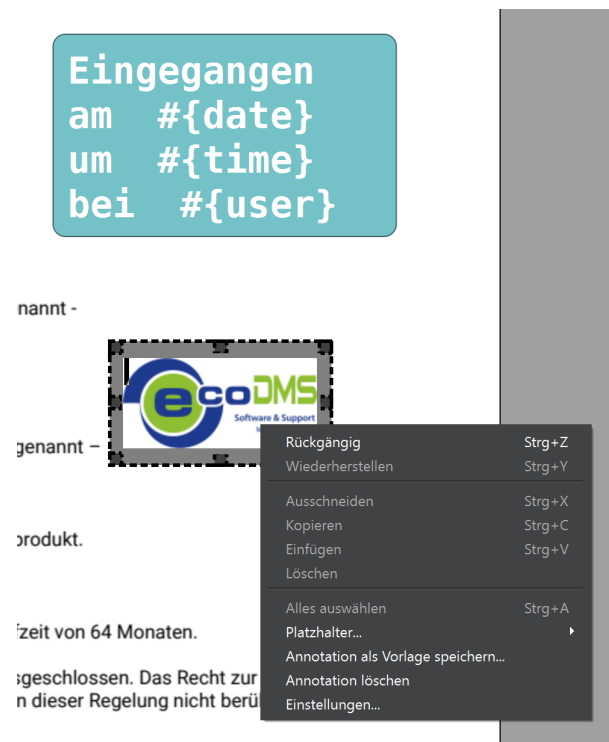 Eingegangen
am #{date}
um #{time}
bei #{user}
nannt -
ecoDMS
Software & Support
genannt –
Rückgängig Strg+Z
Wiederherstellen Strg+Y
Ausschneiden Strg+X
Kopieren Strg+C
Einfügen Strg+V
Löschen
Alles auswählen Strg+A
Platzhalter...
Annotation als Vorlage speichern...
Annotation löschen
Einstellungen...
produkt.
fzeit von 64 Monaten.
sgeschlossen. Das Recht zur
n dieser Regelung nicht berü